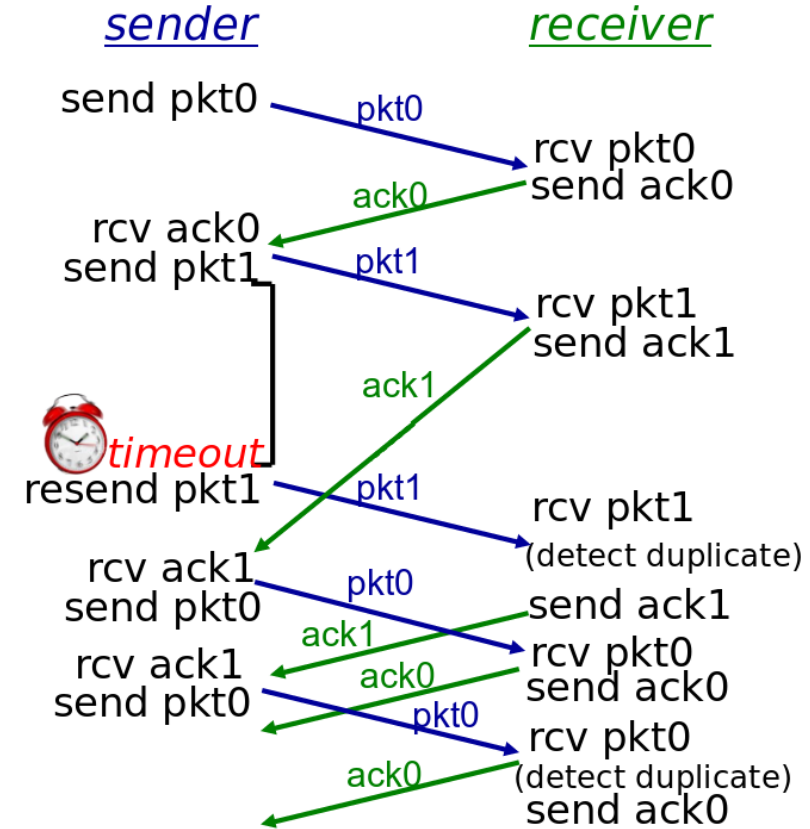 sender receiver
send pkt0
pkt0
rcv pkt0
send ack0
ack0
rcv ack0
send pkt1
pkt1
rcv pkt1
send ack1
ack1
timeout
resend pkt1
pkt1
rcv pkt1
(detect duplicate)
rcv ack1
send pkt0
pkt0
send ack1
ack1
rcv pkt0
send ack0
rcv ack1
send pkt0
ack0
pkt0
rcv pkt0
(detect duplicate)
send ack0
ack0